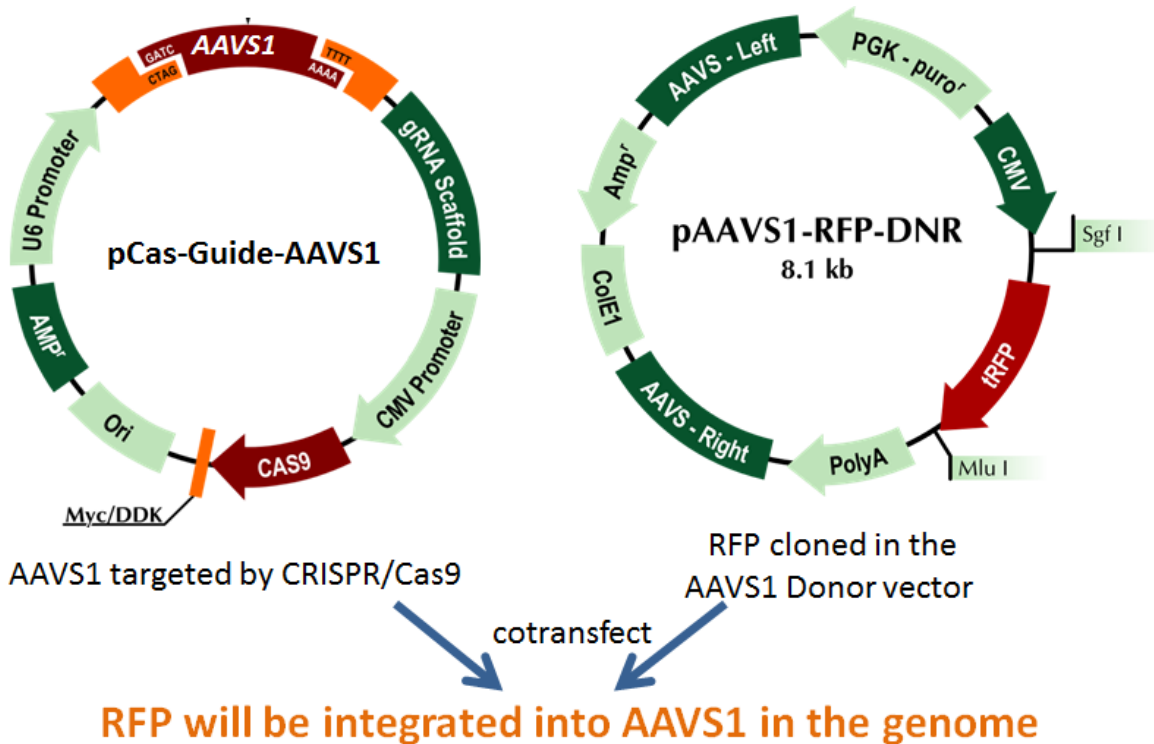 GATC
CTAG
AAVS1
TTTT
AAAA
gRNA Scaffold
CMV Promoter
CAS9
Myc/DDK
Ori
AMPʳ
U6 Promoter
pCas-Guide-AAVS1
AAVS - Left
PGK - puroʳ
CMV
Sgf I
tRFP
Mlu I
PolyA
AAVS - Right
ColE1
Ampʳ
pAAVS1-RFP-DNR
8.1 kb
AAVS1 targeted by CRISPR/Cas9
RFP cloned in the
AAVS1 Donor vector
cotransfect
RFP will be integrated into AAVS1 in the genome